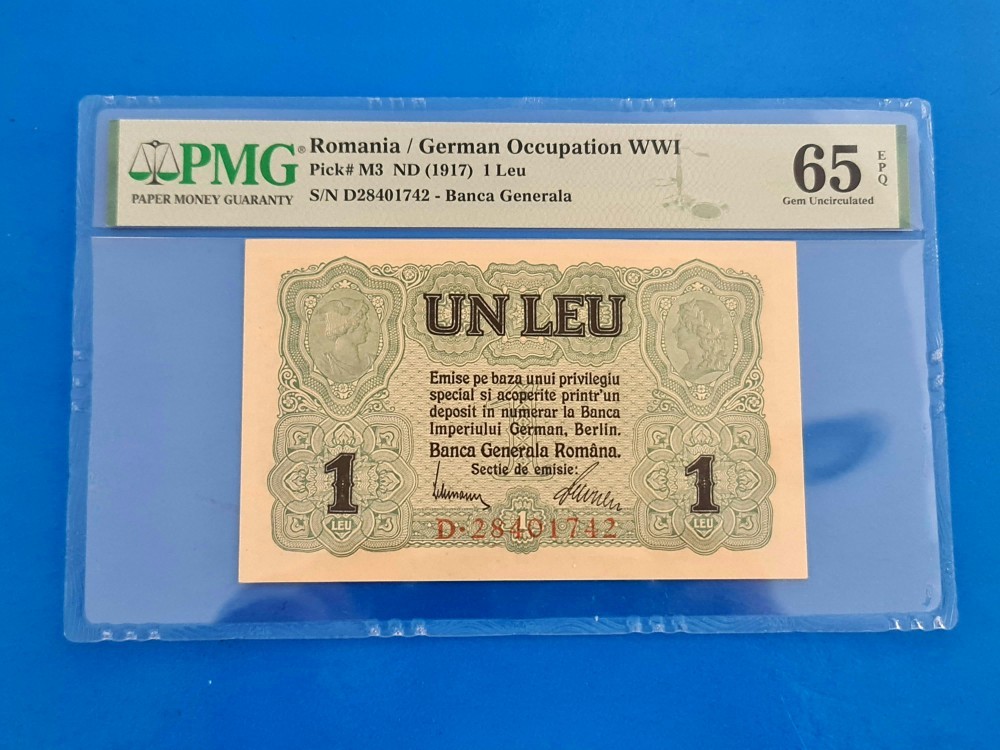 PMG®
PAPER MONEY GUARANTY
Romania / German Occupation WWI
Pick# M3 ND (1917) 1 Leu
S/N D28401742 - Banca Generala
65 EPQ
Gem Uncirculated
UN LEU
Emise pe baza unui privilegiu
special si acoperite printr'un
deposit in numerar la Banca
Imperiului German, Berlin.
Banca Generala Româna.
Sectie de emisie:
1 1
LEU 1 LEU
D·28401742